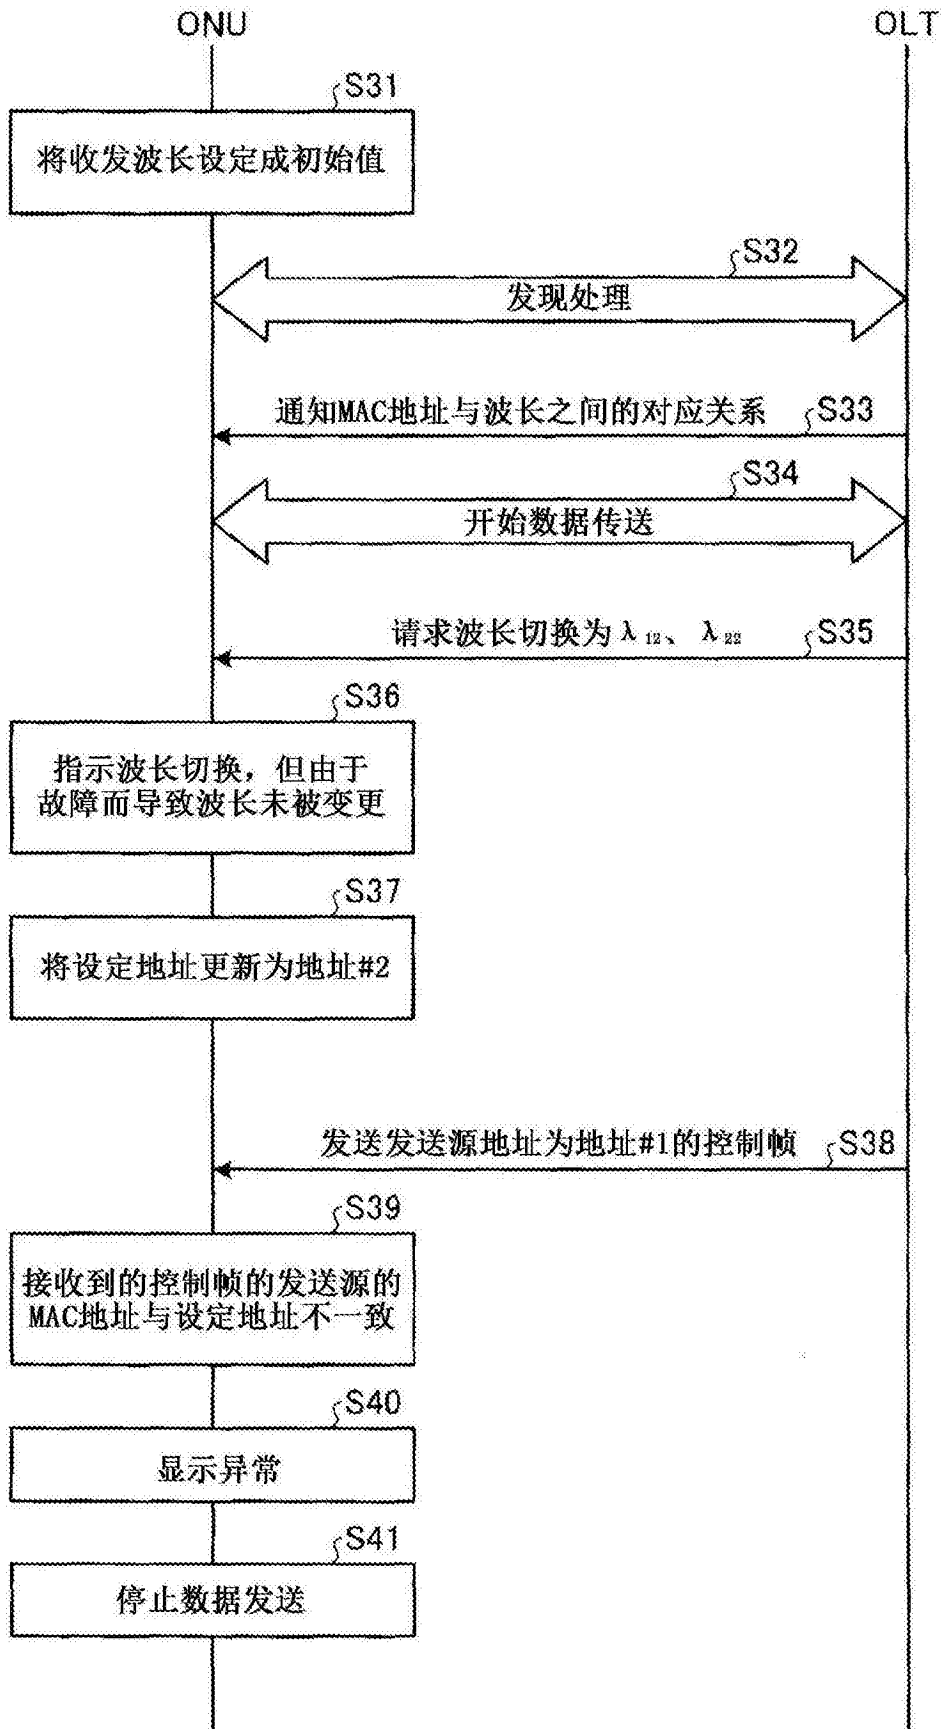 ONU
OLT
S31
将收发波长设定成初始值
S32
发现处理
通知MAC地址与波长之间的对应关系
S33
S34
开始数据传送
请求波长切换为λ₁₂、λ₂₂
S35
S36
指示波长切换,但由于
故障而导致波长未被变更
S37
将设定地址更新为地址#2
发送发送源地址为地址#1的控制帧
S38
S39
接收到的控制帧的发送源的
MAC地址与设定地址不一致
S40
显示异常
S41
停止数据发送